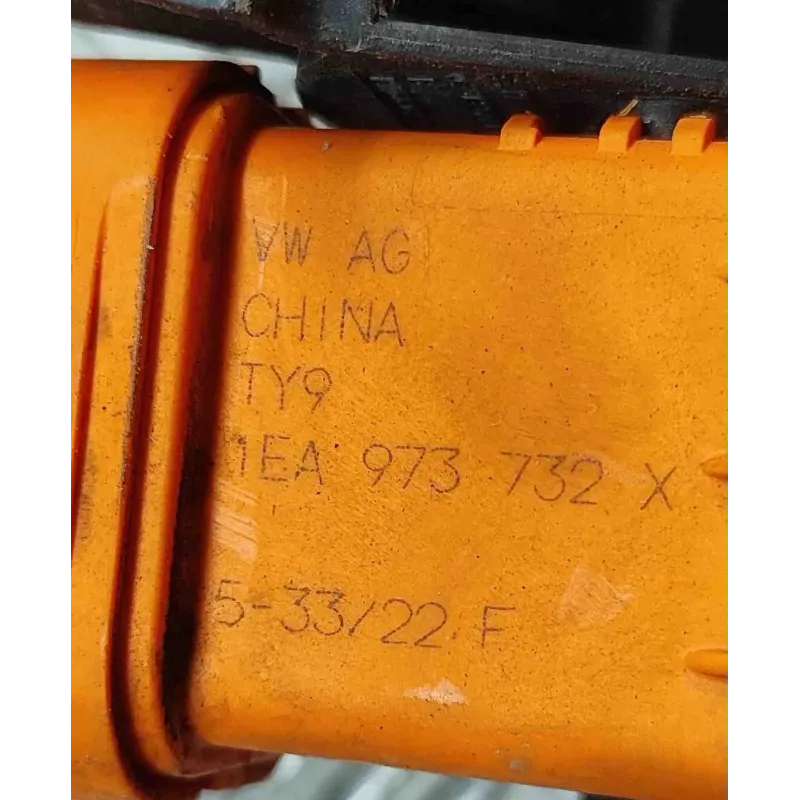 VW AG
CHINA
TY9
1EA 973 732 X
5-33/22 F